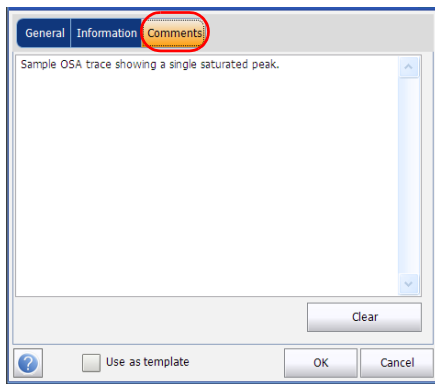 General Information Comments
Sample OSA trace showing a single saturated peak.
Clear
? Use as template OK Cancel